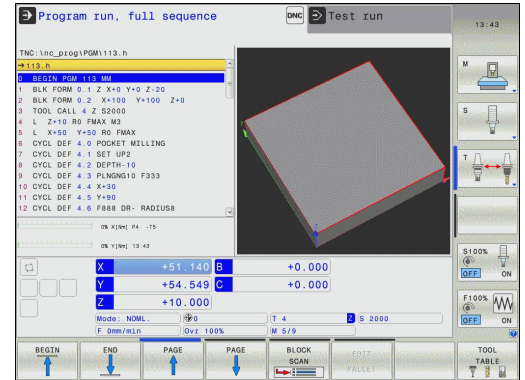 Program run, full sequence
DNC
Test run
13:43
TNC:\nc_prog\PGM\113.h
→113.h
0 BEGIN PGM 113 MM
1 BLK FORM 0.1 Z X+0 Y+0 Z-20
2 BLK FORM 0.2 X+100 Y+100 Z+0
3 TOOL CALL 4 Z S2000
4 L Z+10 R0 FMAX M3
5 L X+50 Y+50 R0 FMAX
6 CYCL DEF 4.0 POCKET MILLING
7 CYCL DEF 4.1 SET UP2
8 CYCL DEF 4.2 DEPTH-10
9 CYCL DEF 4.3 PLNGNG10 F333
10 CYCL DEF 4.4 X+30
11 CYCL DEF 4.5 Y+90
12 CYCL DEF 4.6 F888 DR- RADIUS8
M
S
T
0% X[Nm] P4 -T5
0% Y[Nm] 13:43
S100%
OFF ON
X +51.140 B +0.000
Y +54.549 C +0.000
Z +10.000
F100%
OFF ON
Mode: NOML. 0 T 4 Z S 2000
F 0mm/min Ovr 100% M 5/9
BEGIN
END
PAGE
PAGE
BLOCK
SCAN
EDIT
PALLET
TOOL
TABLE